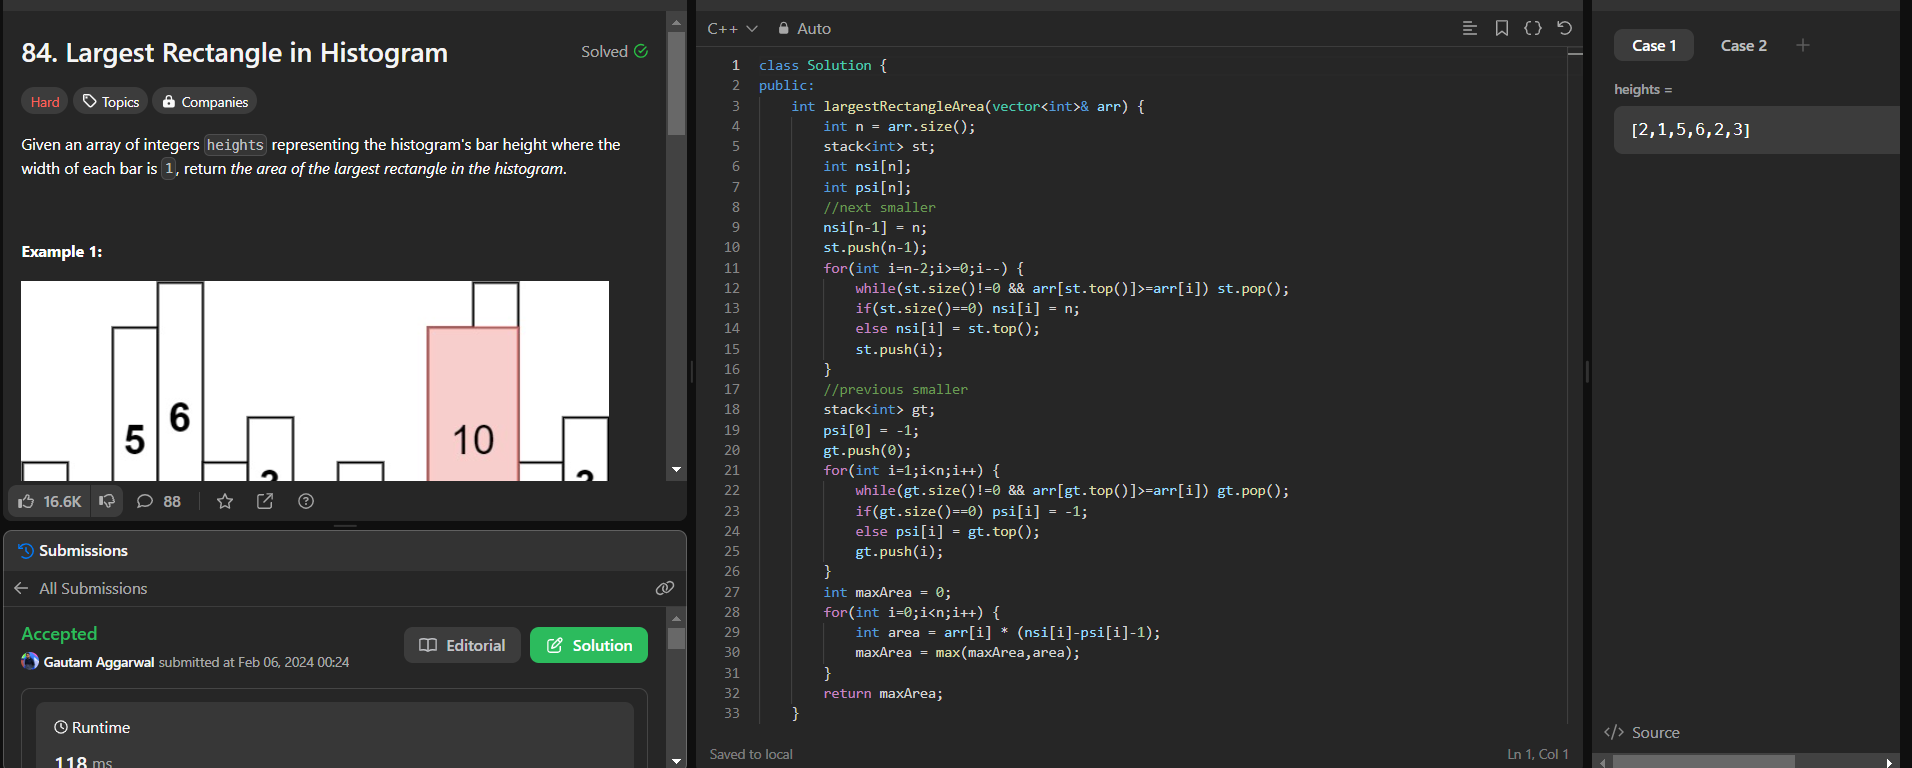 84. Largest Rectangle in Histogram
Solved
Hard
Topics
Companies
Given an array of integers heights representing the histogram's bar height where the
width of each bar is 1, return the area of the largest rectangle in the histogram.
Example 1:
5
6
10
16.6K
88
Submissions
All Submissions
Accepted
Gautam Aggarwal submitted at Feb 06, 2024 00:24
Editorial
Solution
Runtime
118 ms
C++
Auto
1 class Solution {
2 public:
3 int largestRectangleArea(vector<int>& arr) {
4 int n = arr.size();
5 stack<int> st;
6 int nsi[n];
7 int psi[n];
8 //next smaller
9 nsi[n-1] = n;
10 st.push(n-1);
11 for(int i=n-2;i>=0;i--) {
12 while(st.size()!=0 && arr[st.top()]>=arr[i]) st.pop();
13 if(st.size()==0) nsi[i] = n;
14 else nsi[i] = st.top();
15 st.push(i);
16 }
17 //previous smaller
18 stack<int> gt;
19 psi[0] = -1;
20 gt.push(0);
21 for(int i=1;i<n;i++) {
22 while(gt.size()!=0 && arr[gt.top()]>=arr[i]) gt.pop();
23 if(gt.size()==0) psi[i] = -1;
24 else psi[i] = gt.top();
25 gt.push(i);
26 }
27 int maxArea = 0;
28 for(int i=0;i<n;i++) {
29 int area = arr[i] * (nsi[i]-psi[i]-1);
30 maxArea = max(maxArea,area);
31 }
32 return maxArea;
33 }
Saved to local
Ln 1, Col 1
Case 1
Case 2
heights =
[2,1,5,6,2,3]
Source